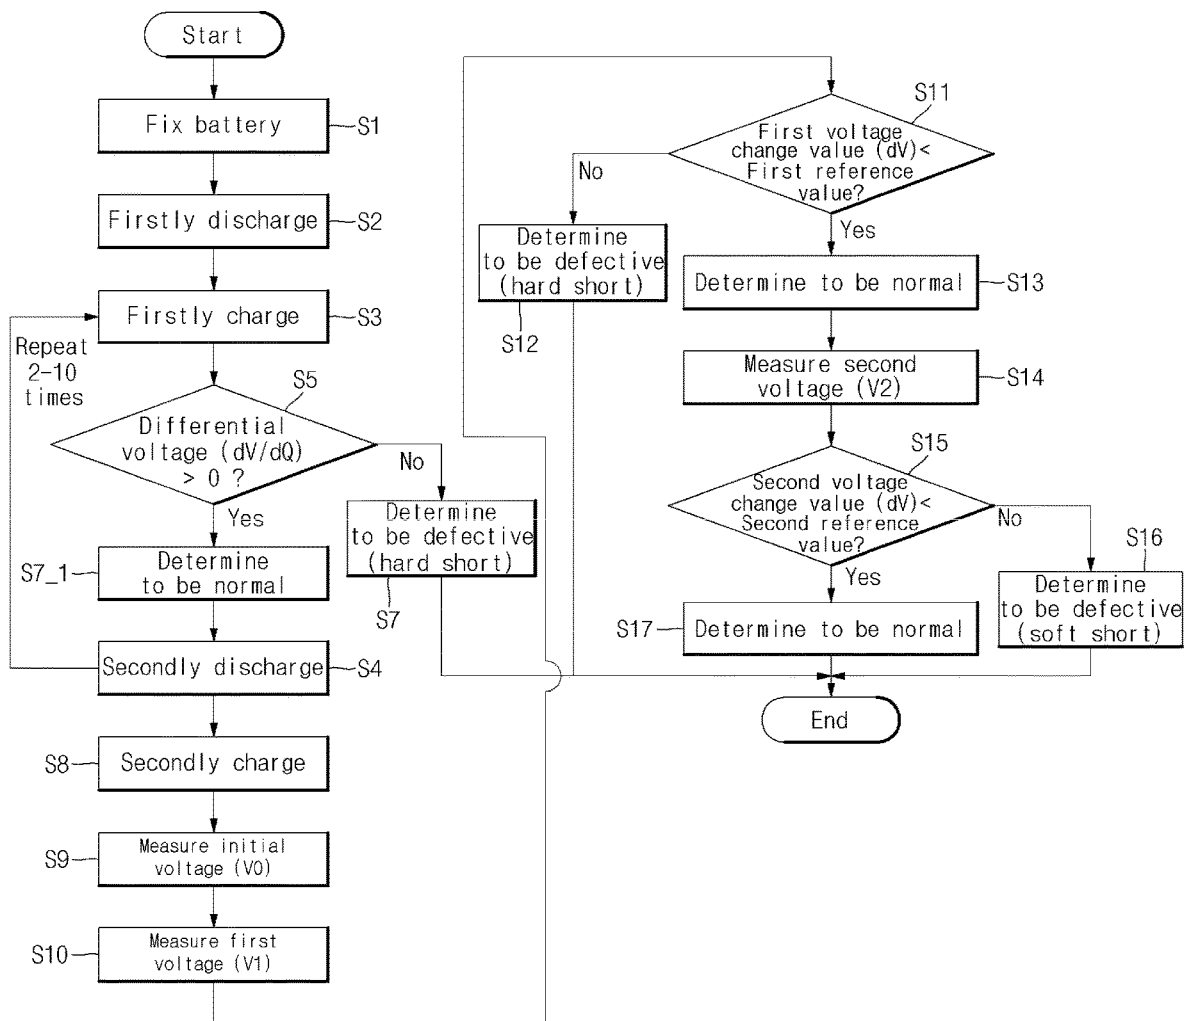 Start
Fix battery
S1
Firstly discharge
S2
Firstly charge
S3
Repeat
2-10
times
S5
Differential
voltage (dV/dQ)
> 0 ?
No
Yes
Determine
to be defective
(hard short)
S7
S7_1
Determine
to be normal
Secondly discharge
S4
S8
Secondly charge
S9
Measure initial
voltage (V0)
S10
Measure first
voltage (V1)
S11
First voltage
change value (dV)<
First reference
value?
No
Yes
Determine
to be defective
(hard short)
S12
Determine to be normal
S13
Measure second
voltage (V2)
S14
S15
Second voltage
change value (dV)<
Second reference
value?
No
Yes
S16
Determine
to be defective
(soft short)
S17
Determine to be normal
End